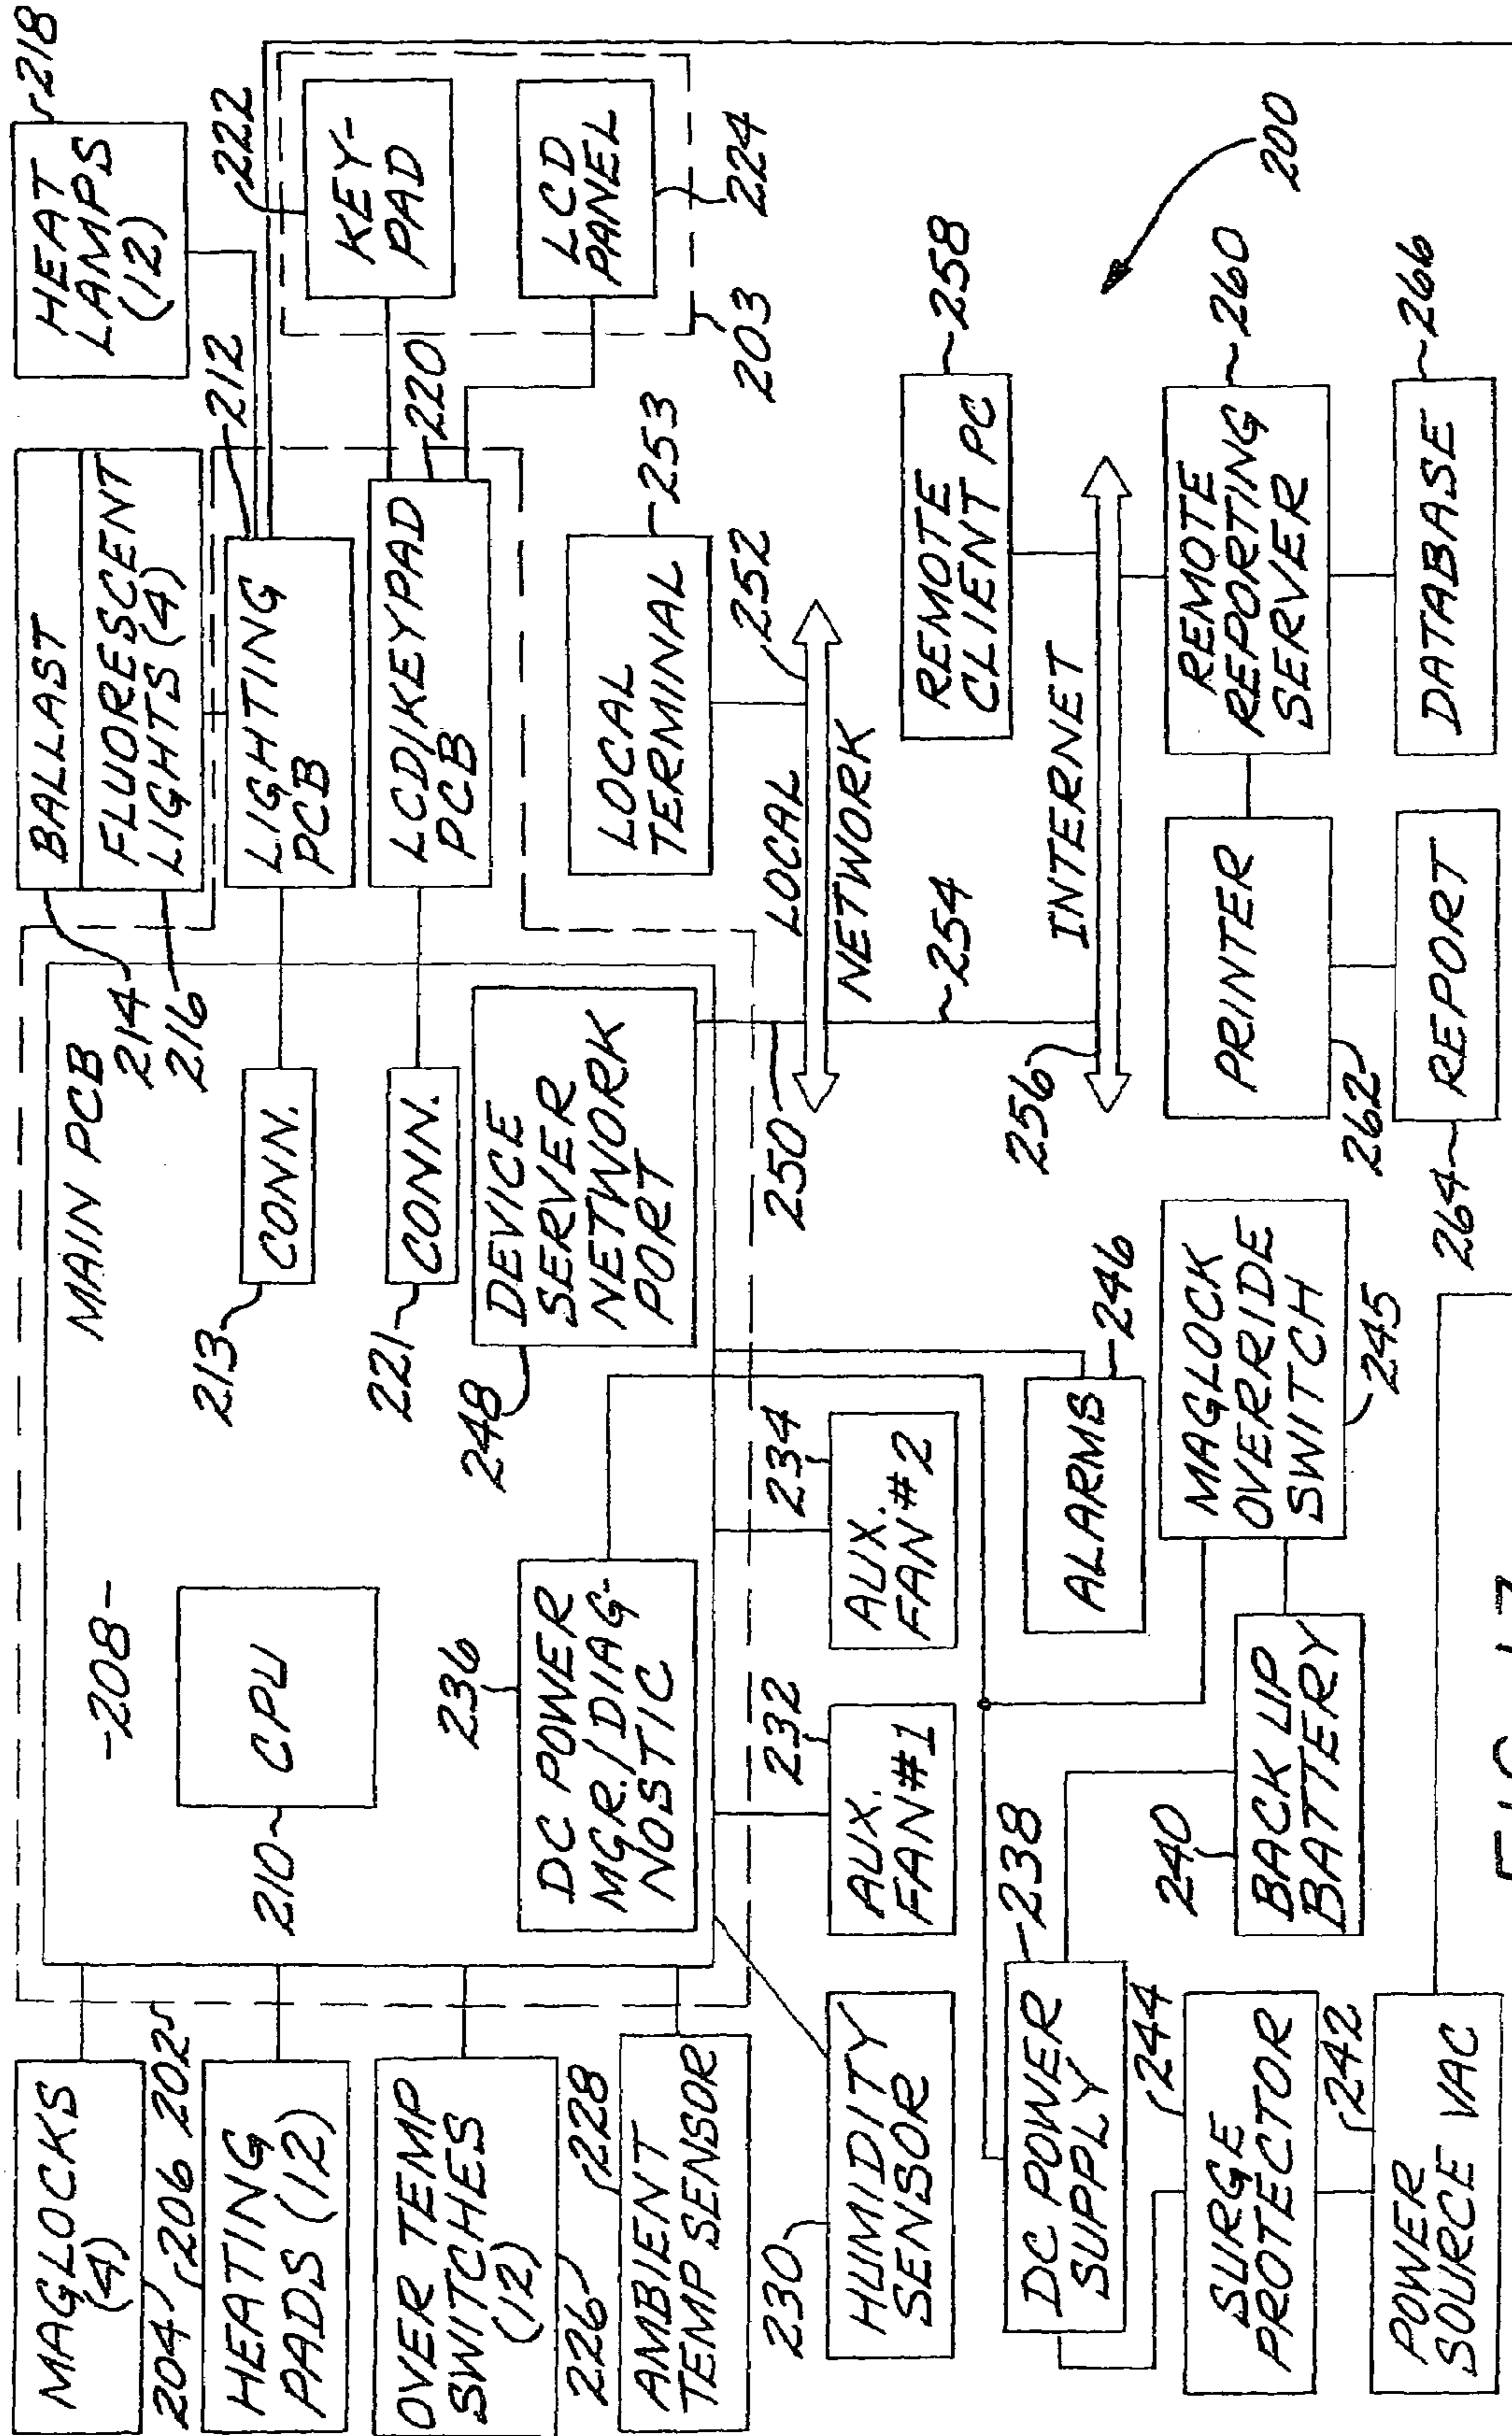 MAGLOCKS
(4)
204
206
202
HEATING
PADS (12)
OVER TEMP
SWITCHES
(12)
226
228
AMBIENT
TEMP SENSOR
230
HUMIDITY
SENSOR
MAIN PCB
-208-
CPU
210
236
DC POWER
MGR./DIAG-
NOSTIC
214
216
213
CONN.
221
CONN.
248
DEVICE
SERVER
NETWORK
PORT
BALLAST
FLUORESCENT
LIGHTS (4)
HEAT
LAMPS
(12)
218
212
222
LIGHTING
PCB
LCD/KEYPAD
PCB
220
KEY-
PAD
LCD
PANEL
224
203
LOCAL
TERMINAL
253
252
250
LOCAL
NETWORK
254
REMOTE
CLIENT PC
258
256
INTERNET
200
232
AUX.
FAN #1
234
AUX.
FAN #2
238
DC POWER
SUPPLY
ALARMS
246
240
BACK UP
BATTERY
MAGLOCK
OVERRIDE
SWITCH
245
244
SURGE
PROTECTOR
242
POWER
SOURCE VAC
PRINTER
262
264
REPORT
REMOTE
REPORTING
SERVER
260
DATABASE
266